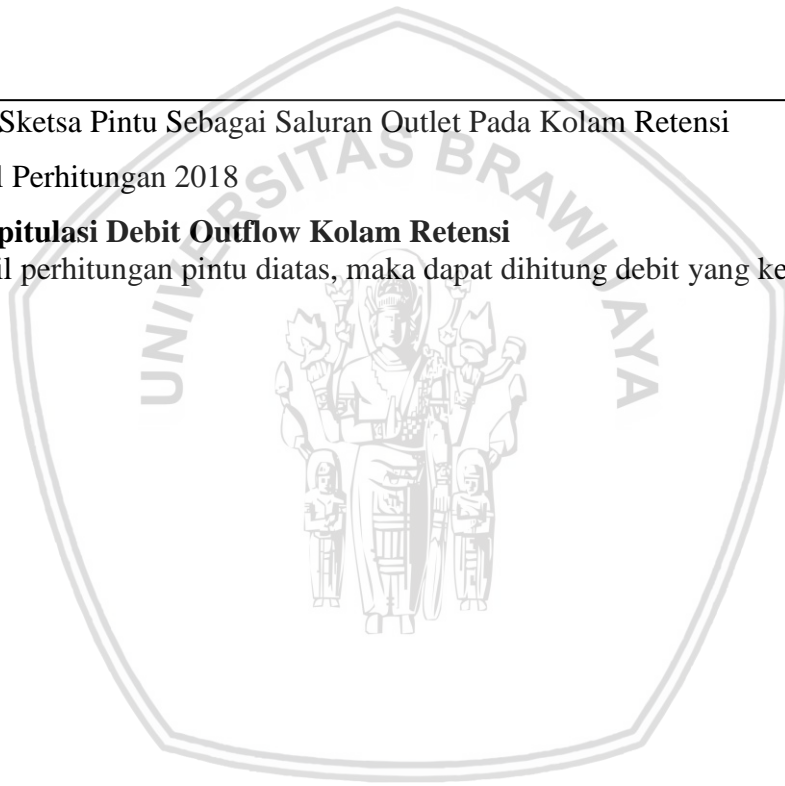 Sketsa Pintu Sebagai Saluran Outlet Pada Kolam Retensi
Perhitungan 2018
pitulasi Debit Outflow Kolam Retensi
il perhitungan pintu diatas, maka dapat dihitung debit yang ke
UNIVERSITAS BRAWIJAYA